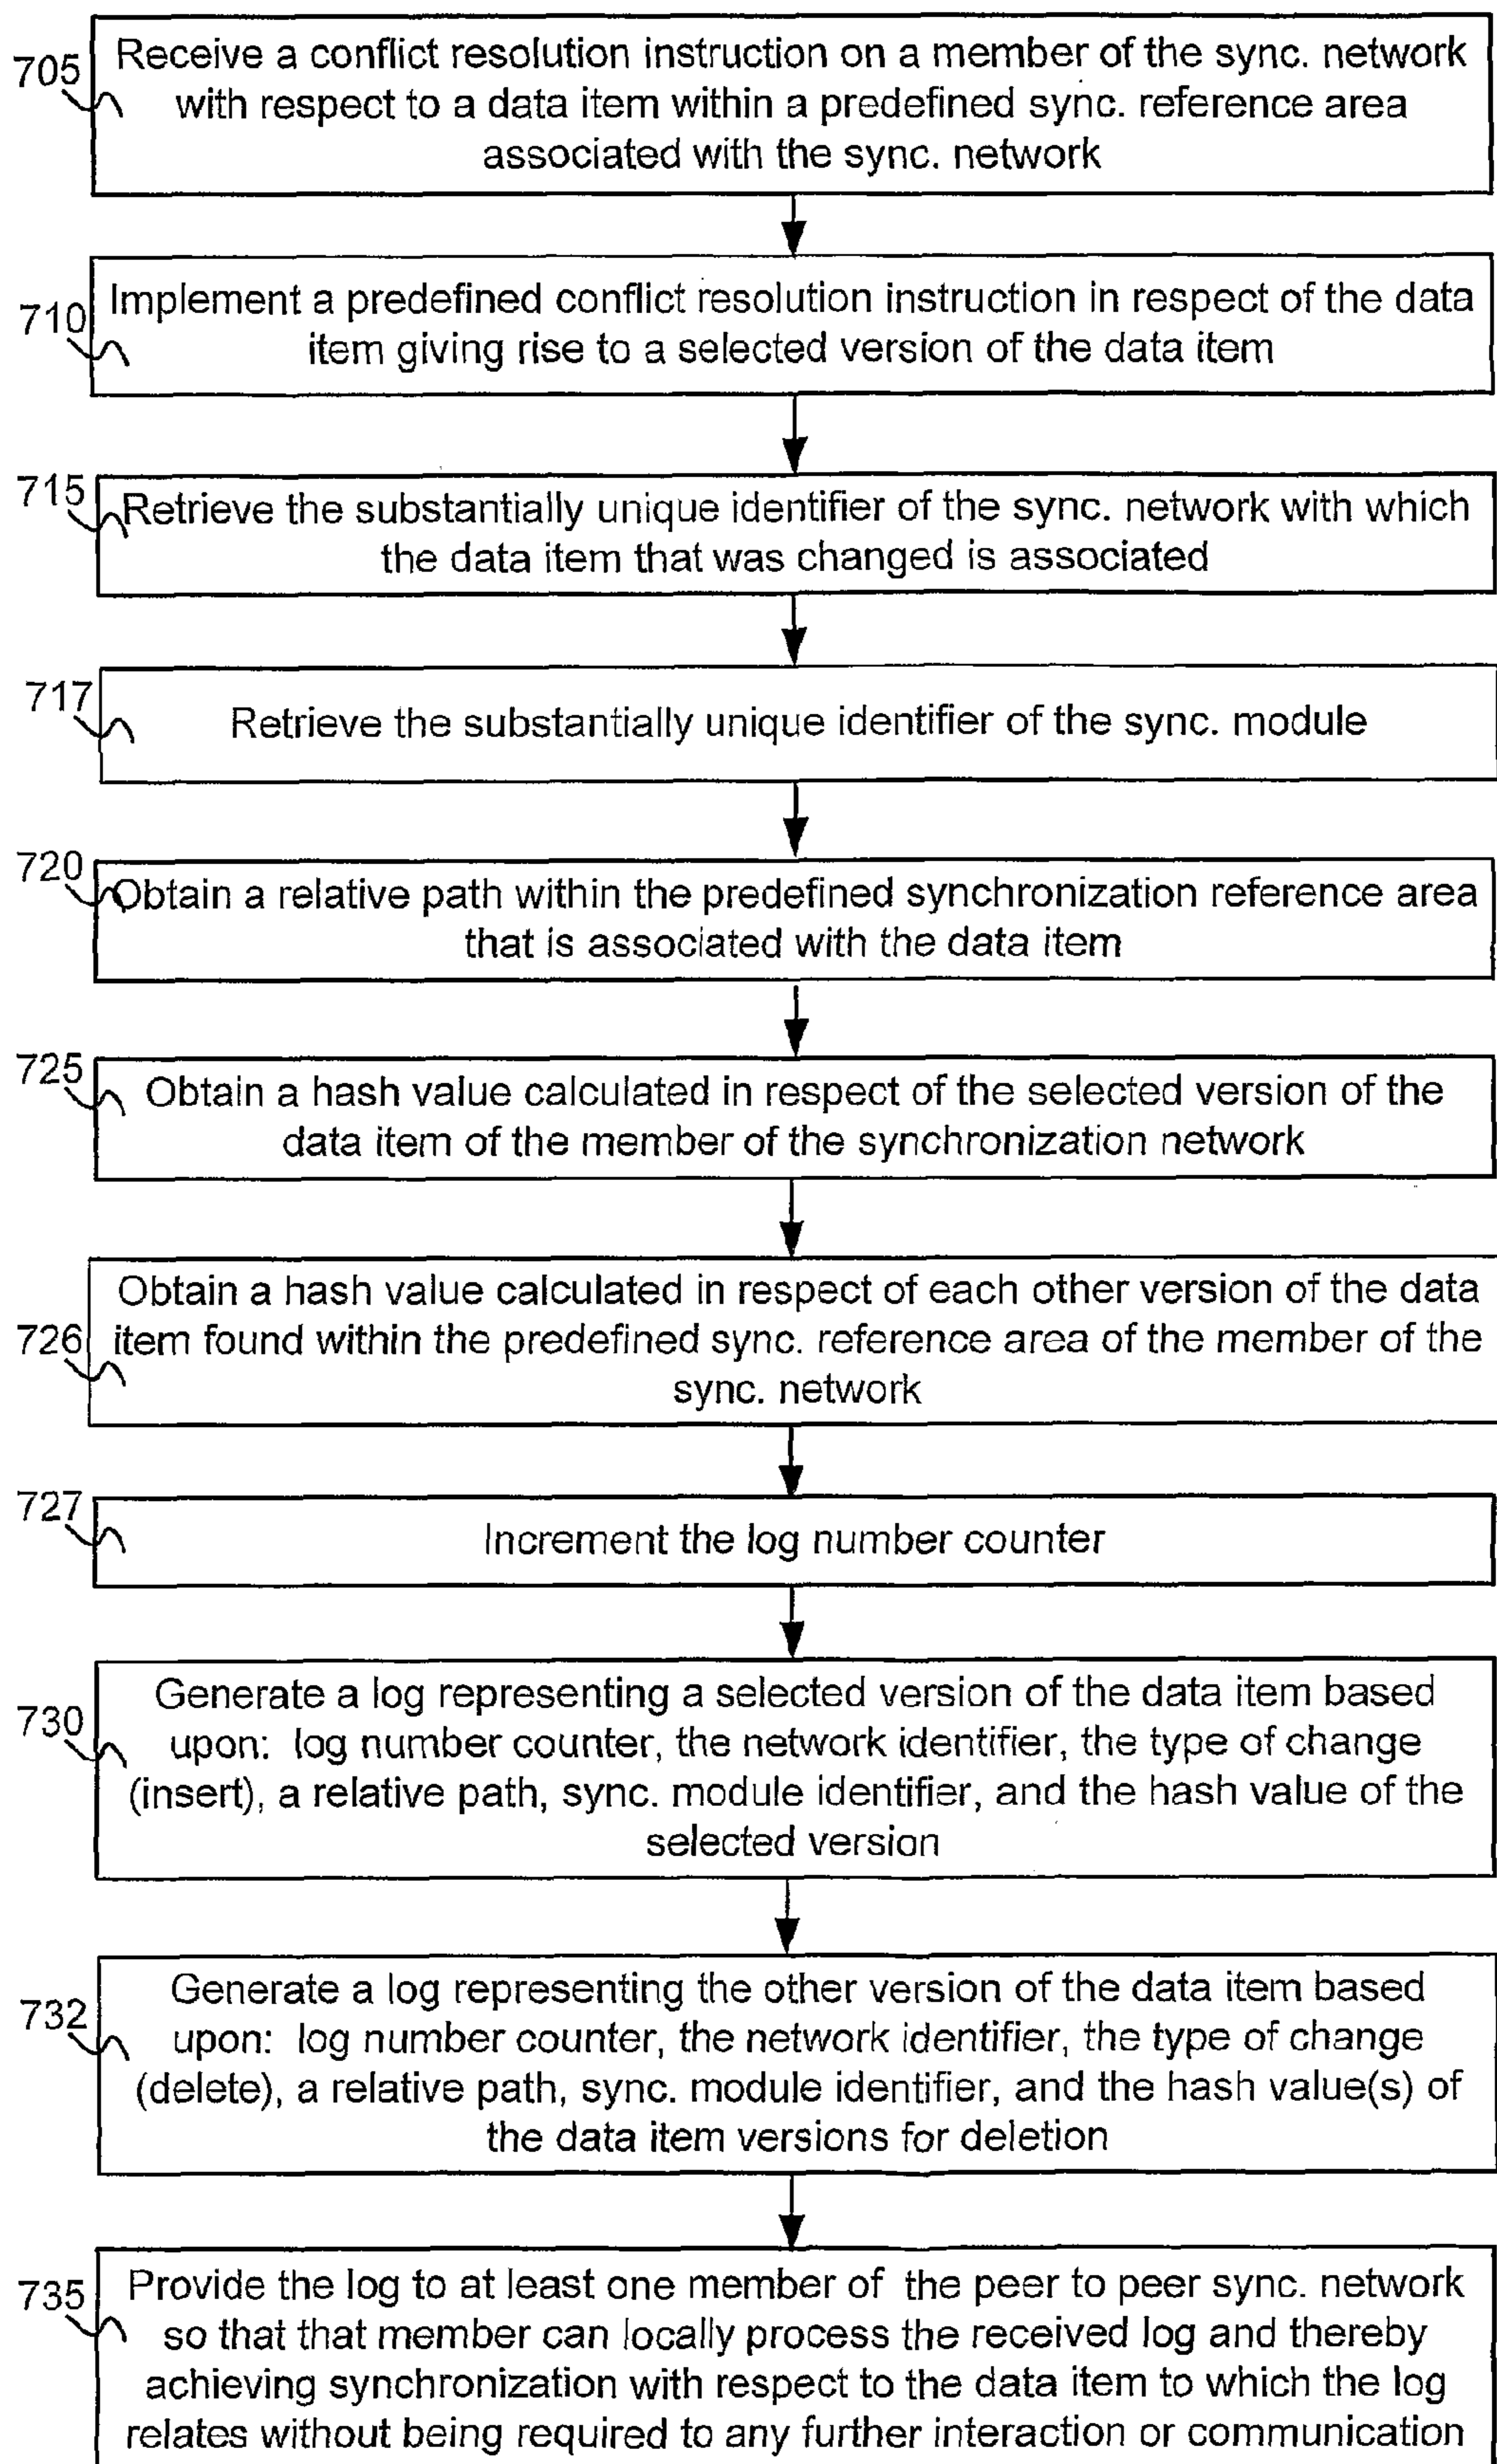 705
Receive a conflict resolution instruction on a member of the sync. network
with respect to a data item within a predefined sync. reference area
associated with the sync. network
710
Implement a predefined conflict resolution instruction in respect of the data
item giving rise to a selected version of the data item
715
Retrieve the substantially unique identifier of the sync. network with which
the data item that was changed is associated
717
Retrieve the substantially unique identifier of the sync. module
720
Obtain a relative path within the predefined synchronization reference area
that is associated with the data item
725
Obtain a hash value calculated in respect of the selected version of the
data item of the member of the synchronization network
726
Obtain a hash value calculated in respect of each other version of the data
item found within the predefined sync. reference area of the member of the
sync. network
727
Increment the log number counter
730
Generate a log representing a selected version of the data item based
upon: log number counter, the network identifier, the type of change
(insert), a relative path, sync. module identifier, and the hash value of the
selected version
732
Generate a log representing the other version of the data item based
upon: log number counter, the network identifier, the type of change
(delete), a relative path, sync. module identifier, and the hash value(s) of
the data item versions for deletion
735
Provide the log to at least one member of the peer to peer sync. network
so that that member can locally process the received log and thereby
achieving synchronization with respect to the data item to which the log
relates without being required to any further interaction or communication